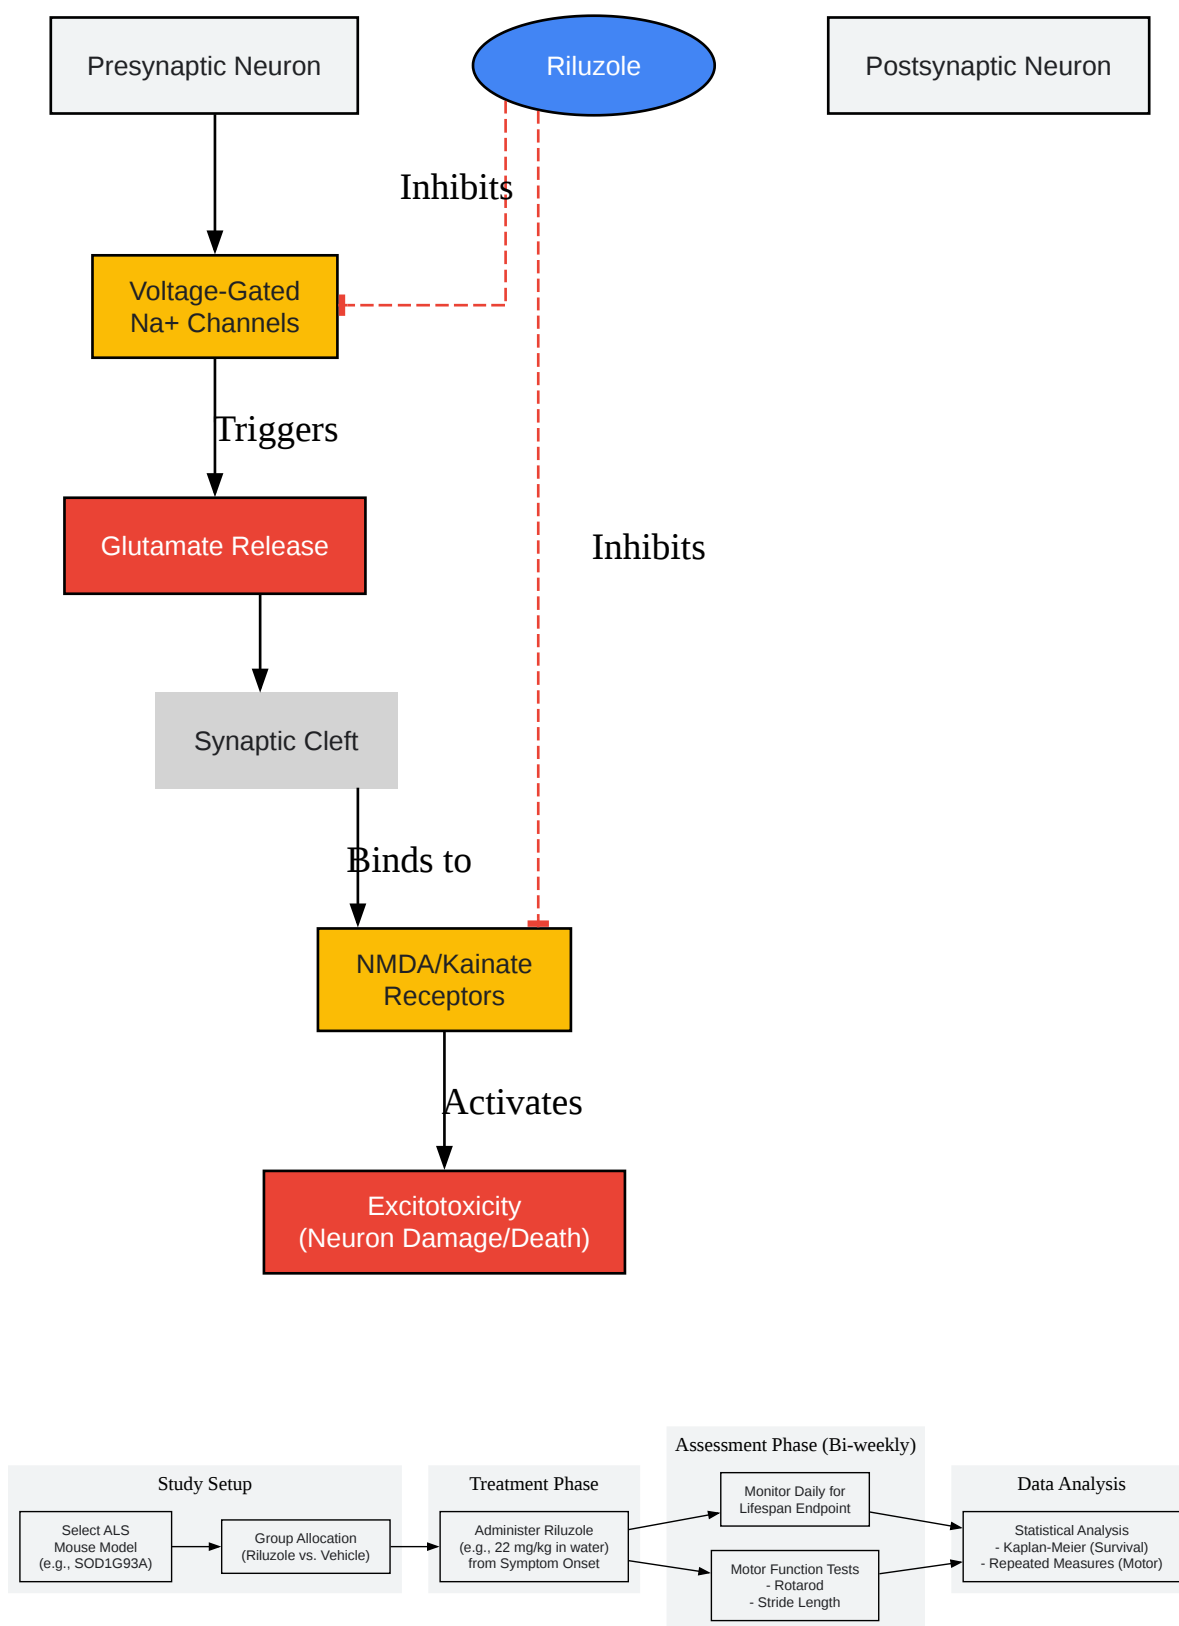 Presynaptic Neuron
Riluzole
Postsynaptic Neuron
Inhibits
Voltage-Gated
Na+ Channels
Triggers
Glutamate Release
Inhibits
Synaptic Cleft
Binds to
NMDA/Kainate
Receptors
Activates
Excitotoxicity
(Neuron Damage/Death)
Study Setup
Select ALS
Mouse Model
(e.g., SOD1G93A)
Group Allocation
(Riluzole vs. Vehicle)
Treatment Phase
Administer Riluzole
(e.g., 22 mg/kg in water)
from Symptom Onset
Assessment Phase (Bi-weekly)
Monitor Daily for
Lifespan Endpoint
Motor Function Tests
- Rotarod
- Stride Length
Data Analysis
Statistical Analysis
- Kaplan-Meier (Survival)
- Repeated Measures (Motor)